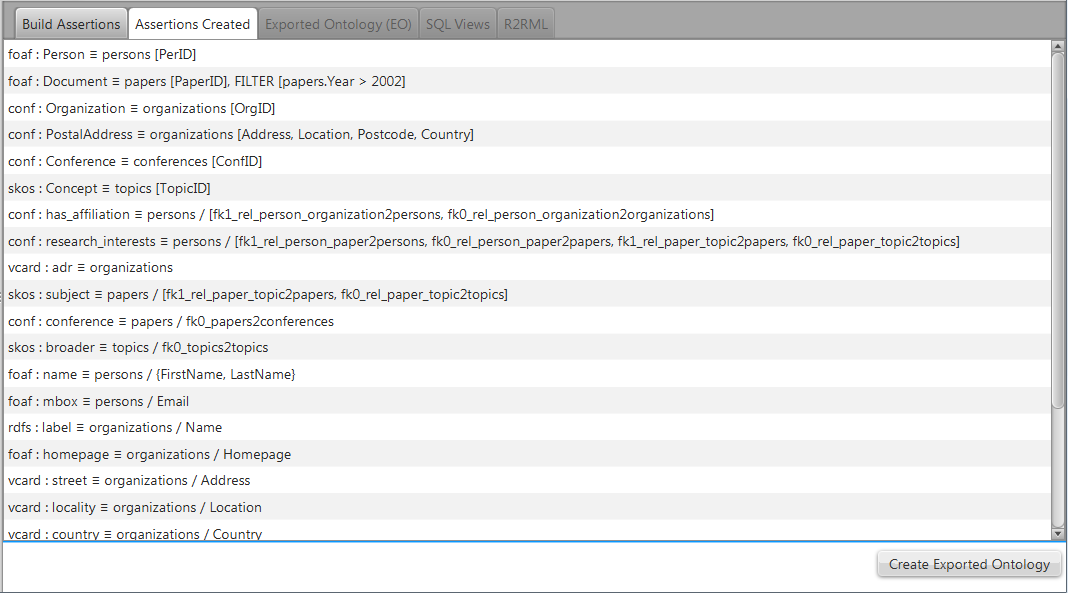 Build Assertions Assertions Created Exported Ontology (EO) SQL Views R2RML
foaf : Person ≡ persons [PerID]
foaf : Document ≡ papers [PaperID], FILTER [papers.Year > 2002]
conf : Organization ≡ organizations [OrgID]
conf : PostalAddress ≡ organizations [Address, Location, Postcode, Country]
conf : Conference ≡ conferences [ConfID]
skos : Concept ≡ topics [TopicID]
conf : has_affiliation ≡ persons / [fk1_rel_person_organization2persons, fk0_rel_person_organization2organizations]
conf : research_interests ≡ persons / [fk1_rel_person_paper2persons, fk0_rel_person_paper2papers, fk1_rel_paper_topic2papers, fk0_rel_paper_topic2topics]
vcard : adr ≡ organizations
skos : subject ≡ papers / [fk1_rel_paper_topic2papers, fk0_rel_paper_topic2topics]
conf : conference ≡ papers / fk0_papers2conferences
skos : broader ≡ topics / fk0_topics2topics
foaf : name ≡ persons / {FirstName, LastName}
foaf : mbox ≡ persons / Email
rdfs : label ≡ organizations / Name
foaf : homepage ≡ organizations / Homepage
vcard : street ≡ organizations / Address
vcard : locality ≡ organizations / Location
vcard : country ≡ organizations / Country
Create Exported Ontology